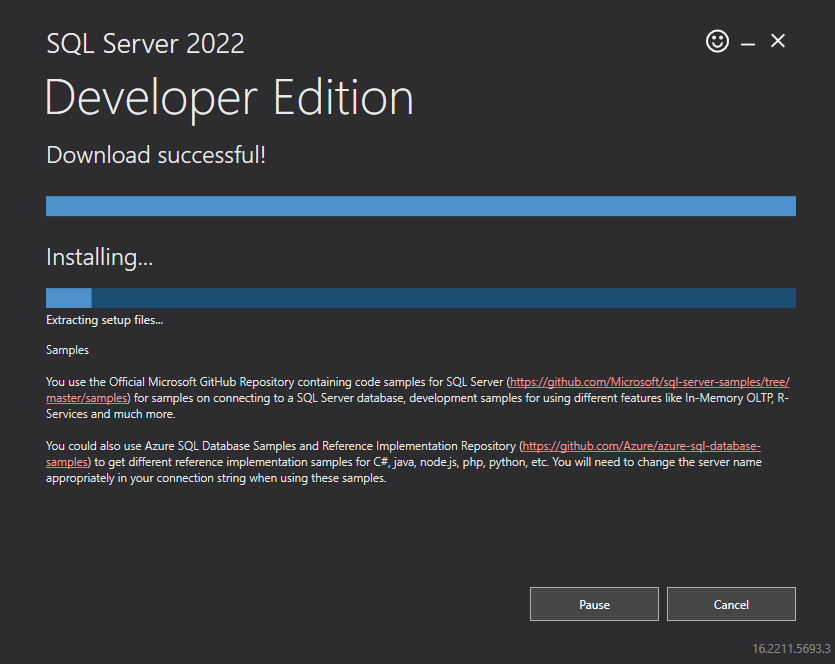 SQL Server 2022
Developer Edition
Download successful!
Installing...
Extracting setup files...
Samples
You use the Official Microsoft GitHub Repository containing code samples for SQL Server (https://github.com/Microsoft/sql-server-samples/tree/
master/samples) for samples on connecting to a SQL Server database, development samples for using different features like In-Memory OLTP, R-
Services and much more.
You could also use Azure SQL Database Samples and Reference Implementation Repository (https://github.com/Azure/azure-sql-database-
samples) to get different reference implementation samples for C#, java, node.js, php, python, etc. You will need to change the server name
appropriately in your connection string when using these samples.
Pause
Cancel
16.2211.5693.3